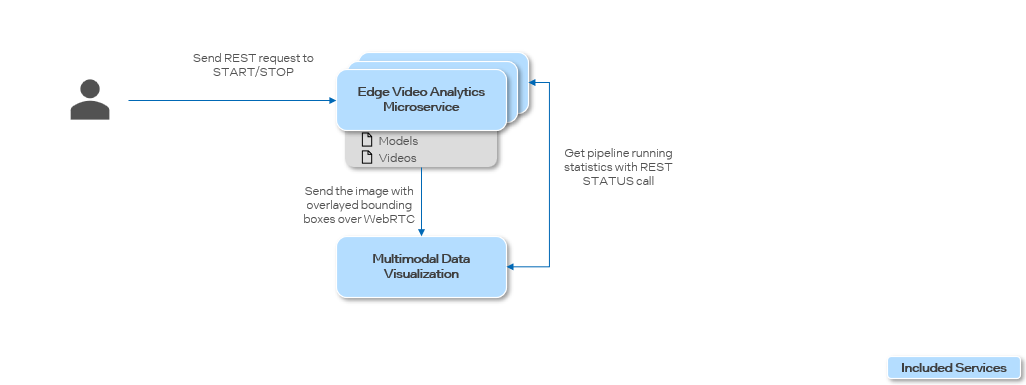 Send REST request to
START/STOP
Edge Video Analytics
Microservice
Models
Videos
Get pipeline running
statistics with REST
STATUS call
Send the image with
overlayed bounding
boxes over WebRTC
Multimodal Data
Visualization
Included Services